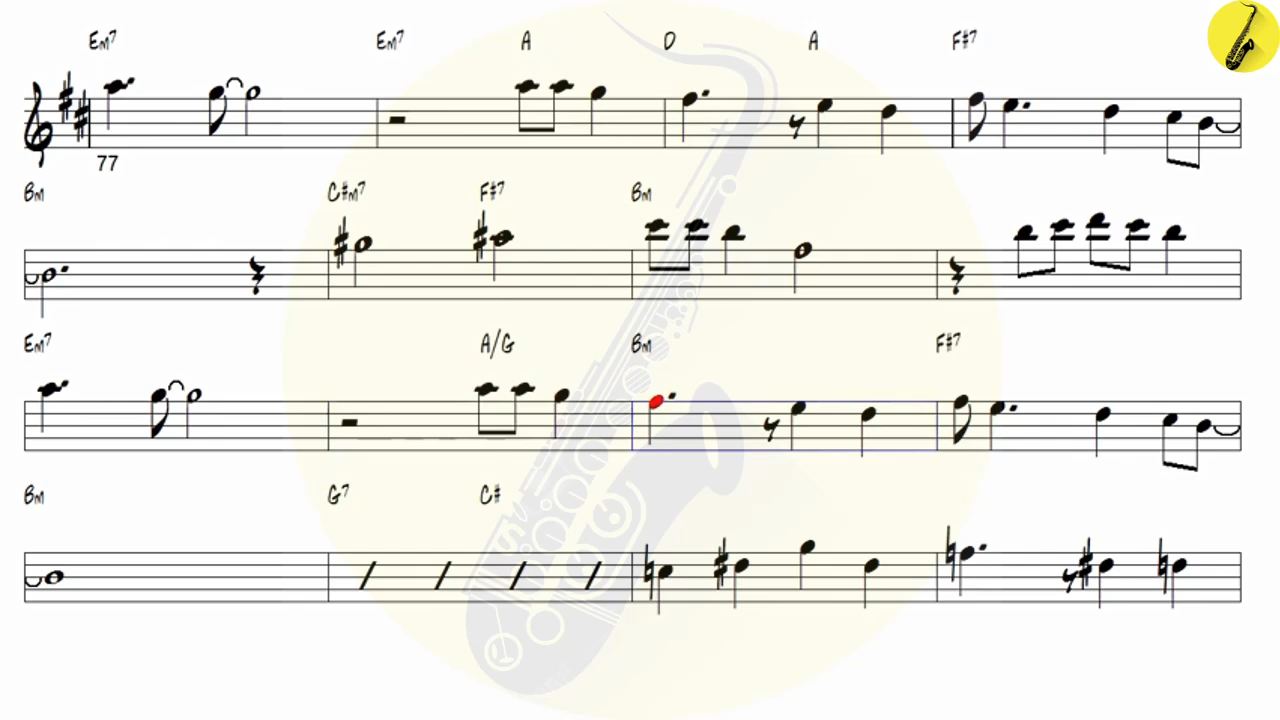 Em7 Em7 A D A F#7
77
Bm C#m7 F#7 Bm
Em7 A/G Bm F#7
Bm G7 C#